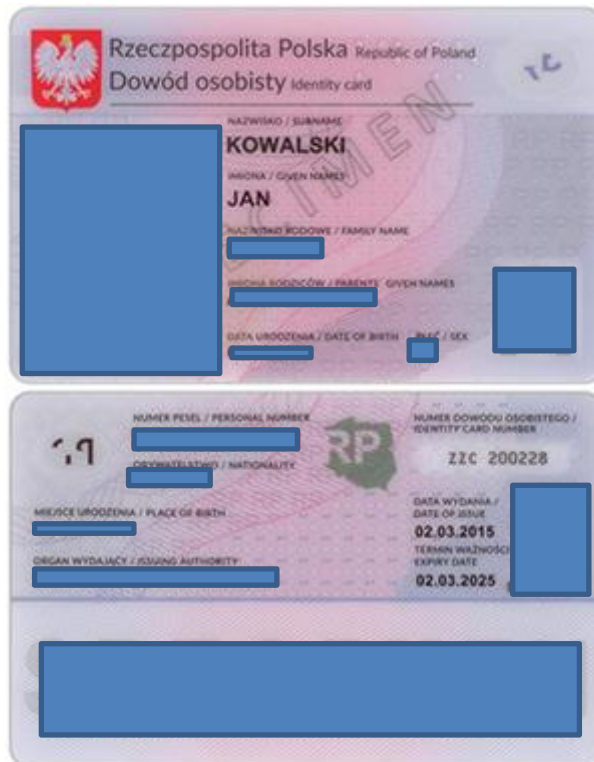 Rzeczpospolita Polska Republic of Poland
Dowód osobisty Identity card
NAZWISKO / SURNAME
KOWALSKI
IMIONA / GIVEN NAMES
JAN
NAZWISKO RODOWE / FAMILY NAME
IMIONA RODZICÓW / PARENTS' GIVEN NAMES
DATA URODZENIA / DATE OF BIRTH PŁEĆ / SEX
SPECIMEN
NUMER PESEL / PERSONAL NUMBER
NUMER DOWODU OSOBISTEGO /
IDENTITY CARD NUMBER
RP
ZZC 200228
OBYWATELSTWO / NATIONALITY
MIEJSCE URODZENIA / PLACE OF BIRTH
DATA WYDANIA /
DATE OF ISSUE
02.03.2015
ORGAN WYDAJĄCY / ISSUING AUTHORITY
TERMIN WAŻNOŚCI
EXPIRY DATE
02.03.2025